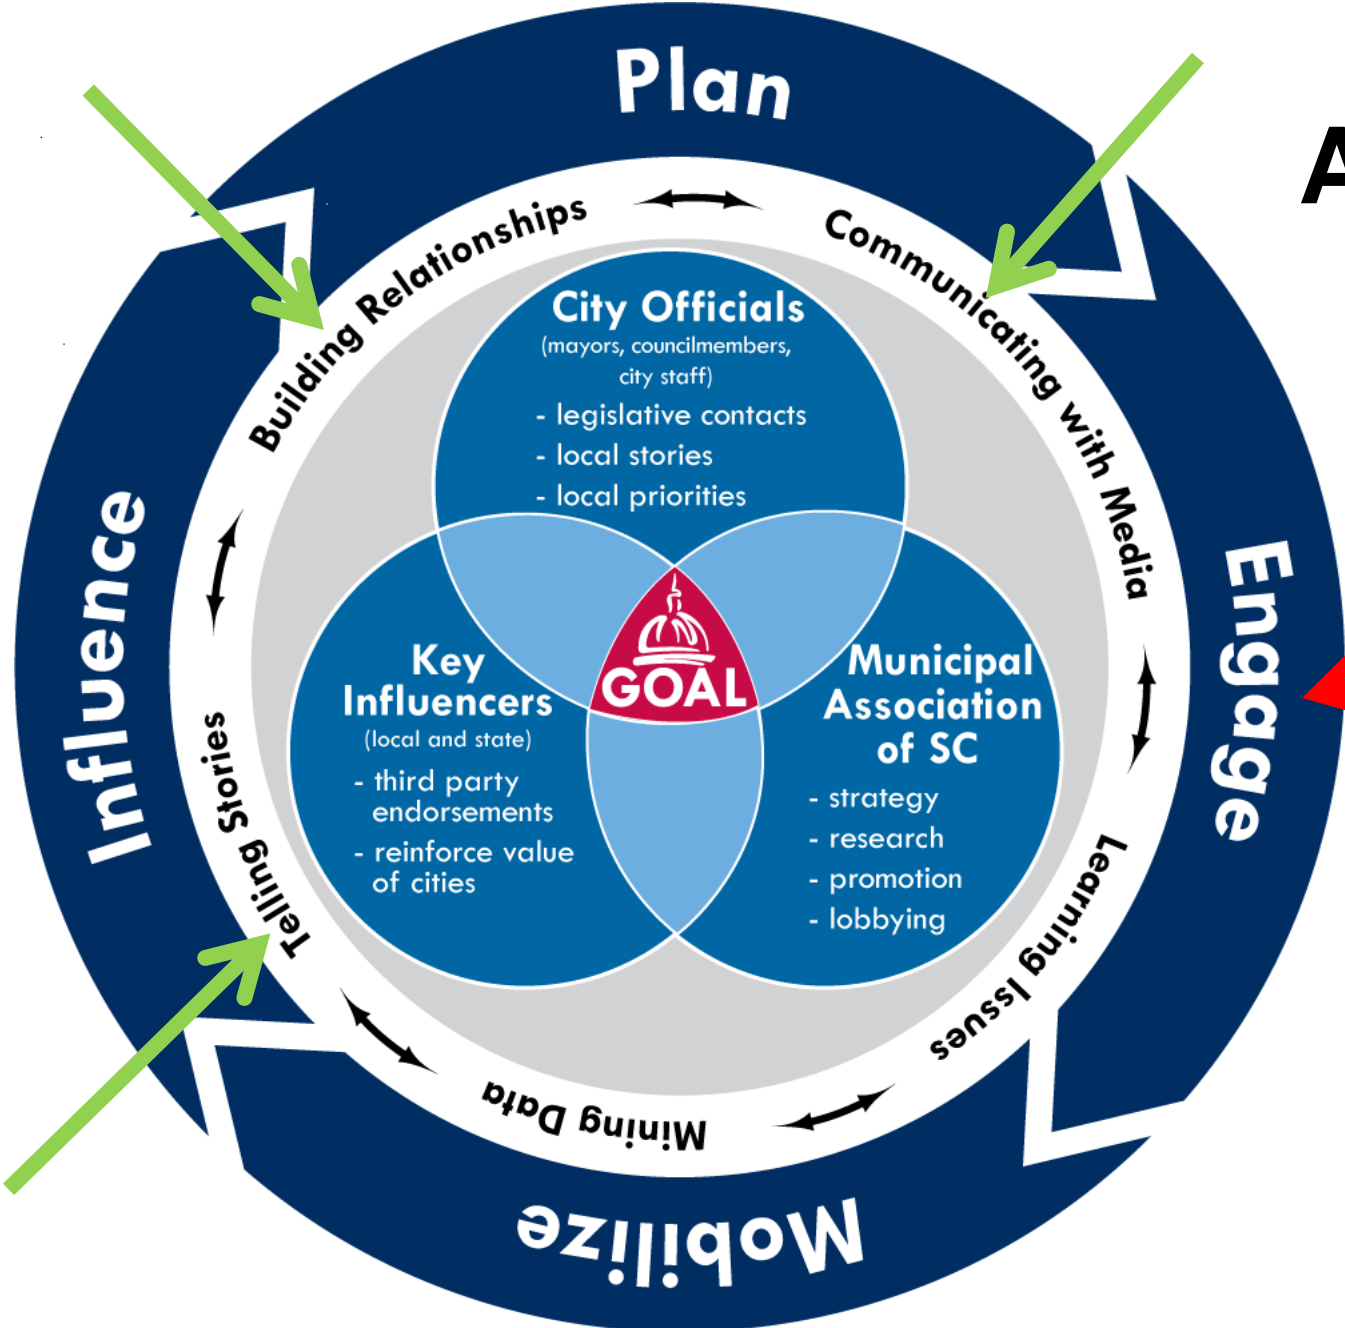 Plan
A
Building Relationships
Communicating with Media
City Officials
(mayors, councilmembers,
city staff)
- legislative contacts
- local stories
- local priorities
Influence
Engage
GOAL
Key
Influencers
(local and state)
- third party
endorsements
- reinforce value
of cities
Municipal
Association
of SC
- strategy
- research
- promotion
- lobbying
Telling Stories
Learning Issues
Mining Data
Mobilize